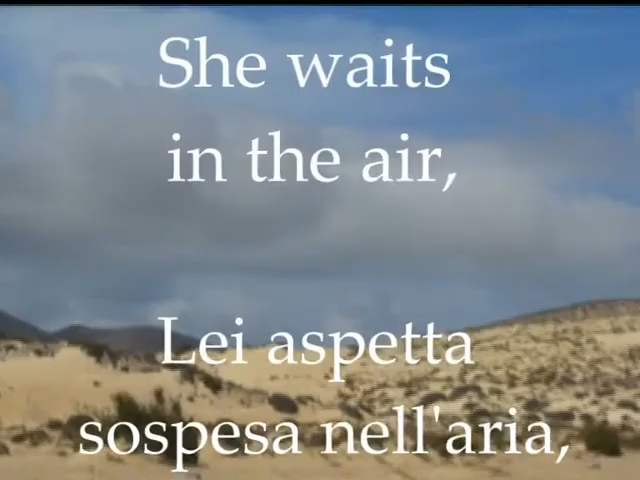 She waits
in the air,
Lei aspetta
sospesa nell'aria,